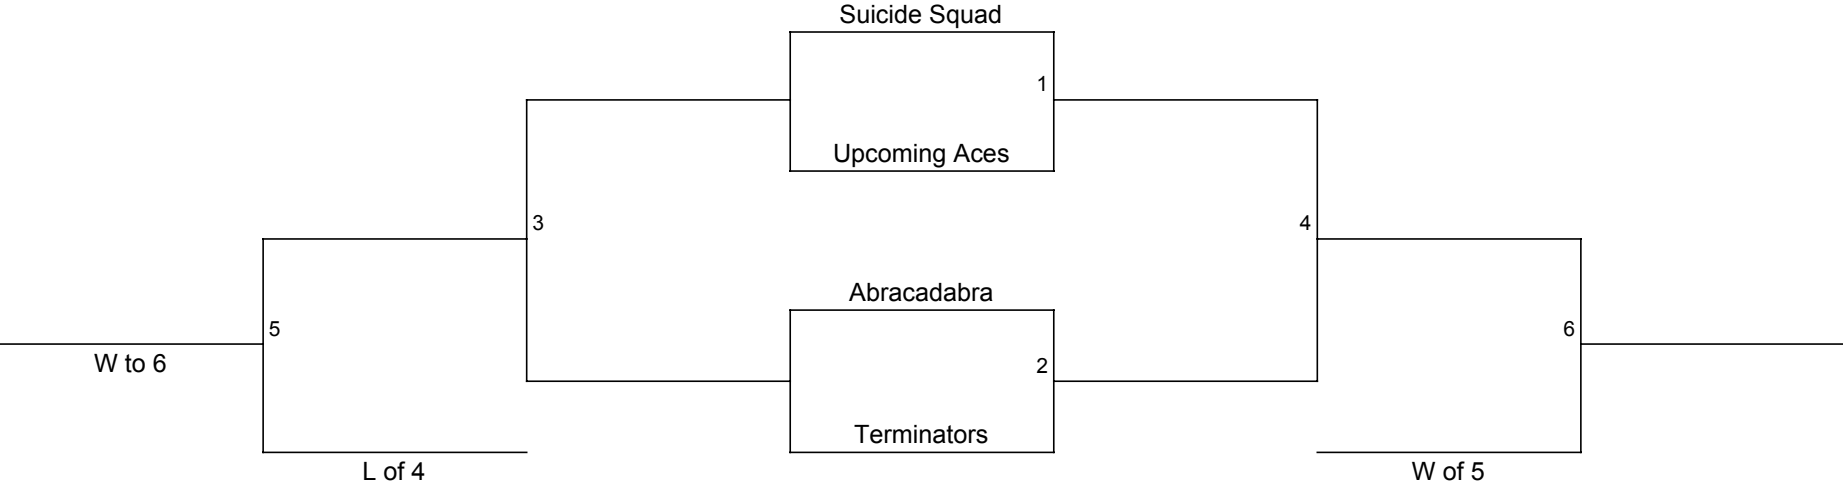 Suicide Squad
1
Upcoming Aces
3
4
Abracadabra
5
6
W to 6
2
Terminators
L of 4
W of 5